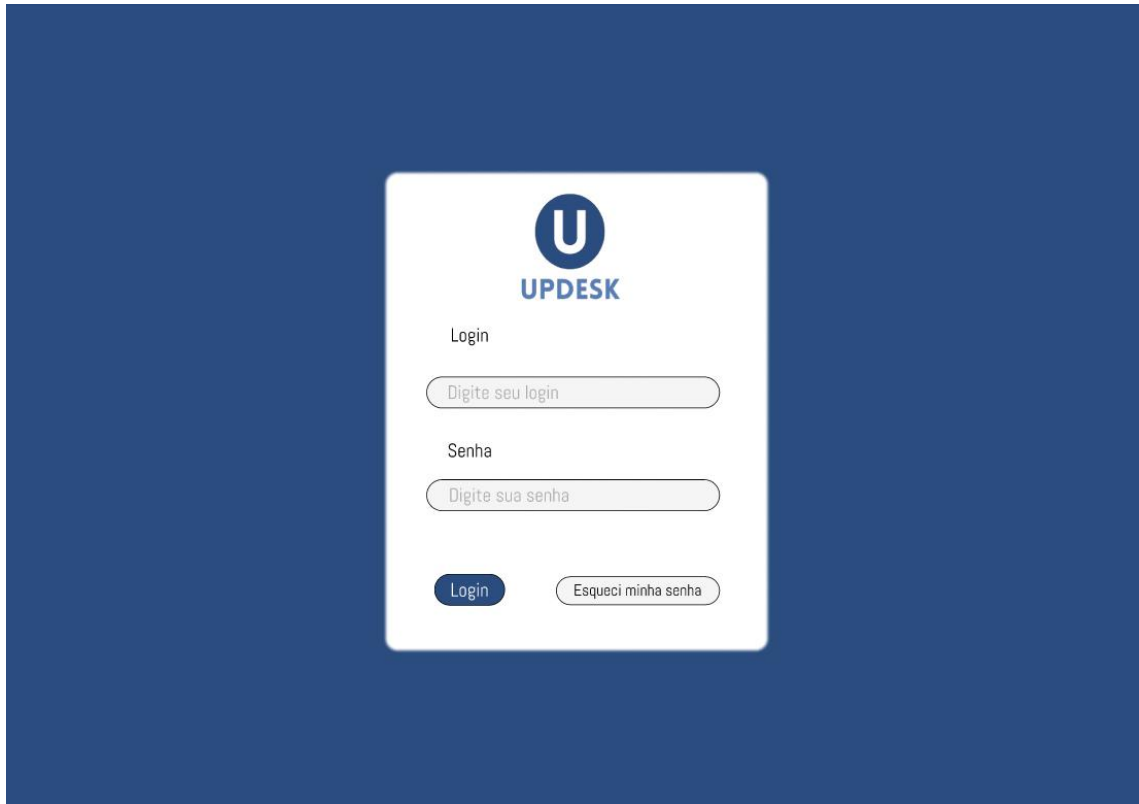 U
UPDESK
Login
Digite seu login
Senha
Digite sua senha
Login
Esqueci minha senha